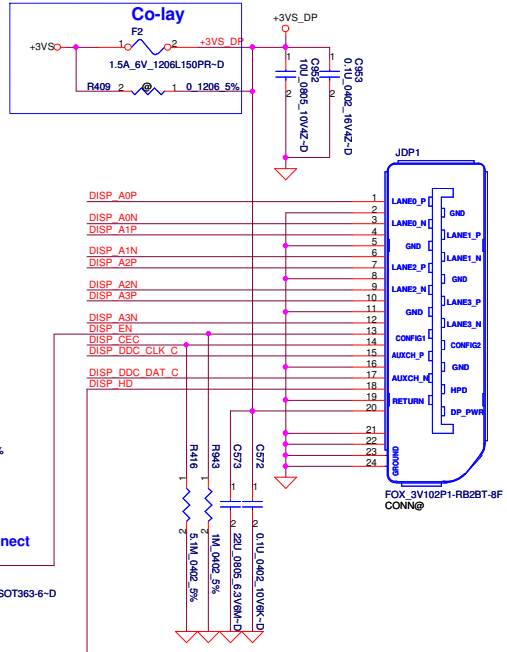 Co-lay
+3VS_DP
F2
+3VS
1
2
+3VS_DP
1.5A_6V_1206L150PR~D
R409
2
@
1
0_1206_5%
1
2
C952
10U_0805_10V4Z~D
1
2
C953
0.1U_0402_16V4Z~D
JDP1
DISP_A0P
1
LANE0_P
2
GND
DISP_A0N
3
LANE0_N
DISP_A1P
4
LANE1_P
5
GND
DISP_A1N
6
LANE1_N
DISP_A2P
7
LANE2_P
8
GND
DISP_A2N
9
LANE2_N
DISP_A3P
10
LANE3_P
11
GND
DISP_A3N
12
LANE3_N
DISP_EN
13
CONFIG1
DISP_CEC
14
CONFIG2
DISP_DDC_CLK_C
15
AUXCH_P
16
GND
DISP_DDC_DAT_C
17
AUXCH_N
DISP_HD
18
HPD
19
RETURN
20
DP_PWR
21
22
23
24
GROUND
FOX_3V102P1-RB2BT-8F
CONN@
%
R416
1
2
5.1M_0402_5%
R943
1
2
1M_0402_5%
C573
1
2
22U_0805_6.3V6M~D
C572
1
2
0.1U_0402_10V6K~D
nect
SOT363-6~D